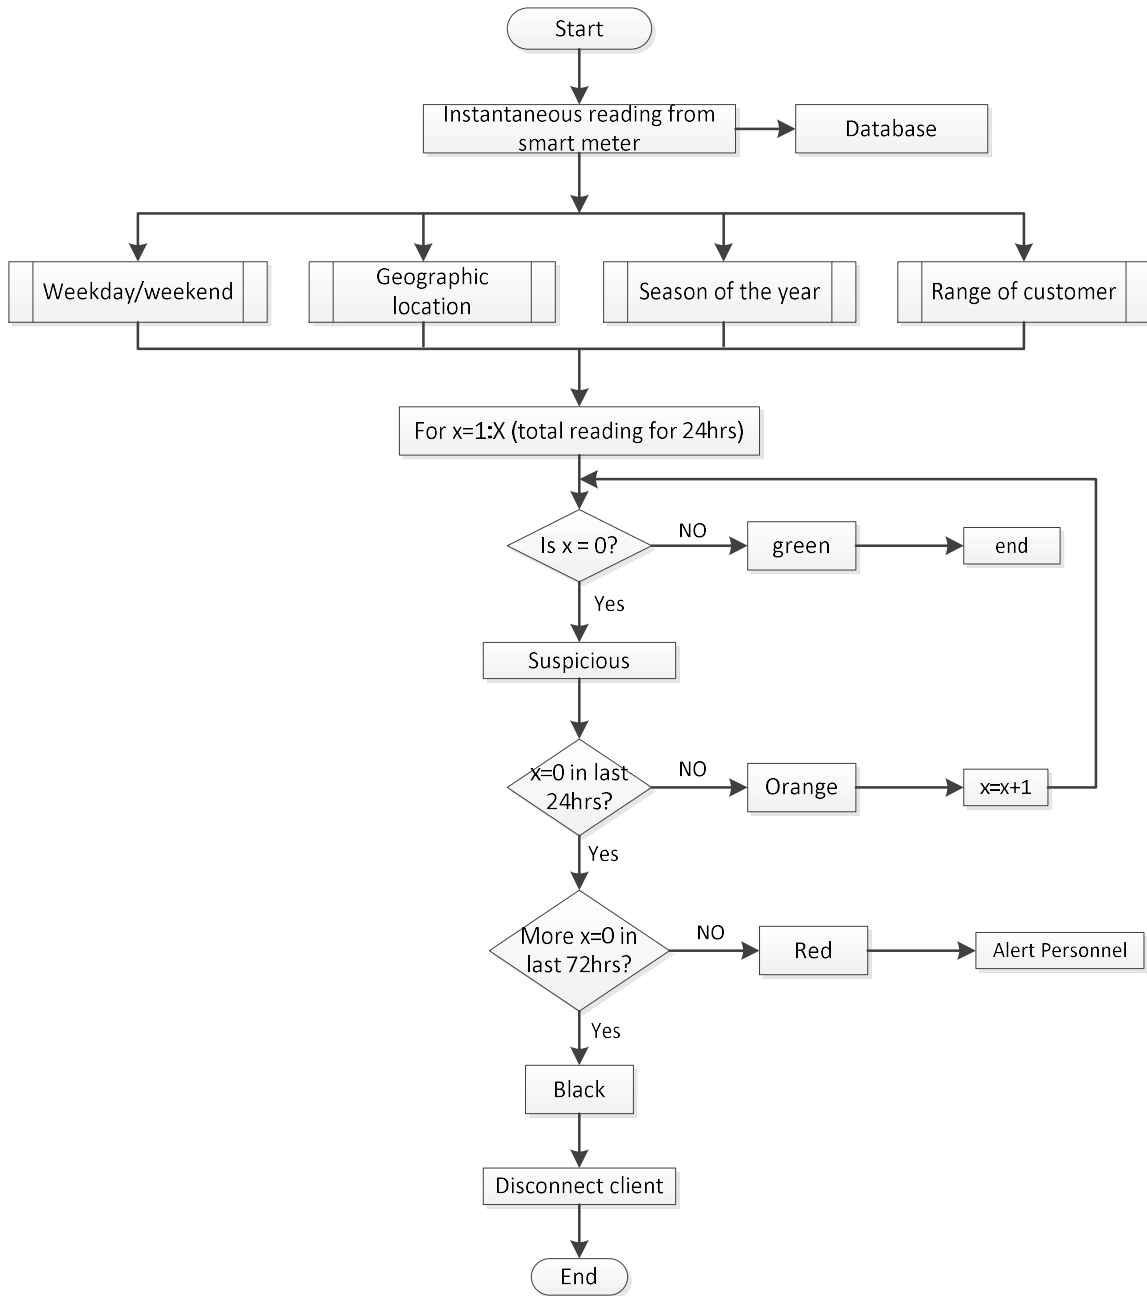 Start
Instantaneous reading from
smart meter
Database
Weekday/weekend
Geographic
location
Season of the year
Range of customer
For x=1:X (total reading for 24hrs)
Is x = 0?
NO
green
end
Yes
Suspicious
x=0 in last
24hrs?
NO
Orange
x=x+1
Yes
More x=0 in
last 72hrs?
NO
Red
Alert Personnel
Yes
Black
Disconnect client
End